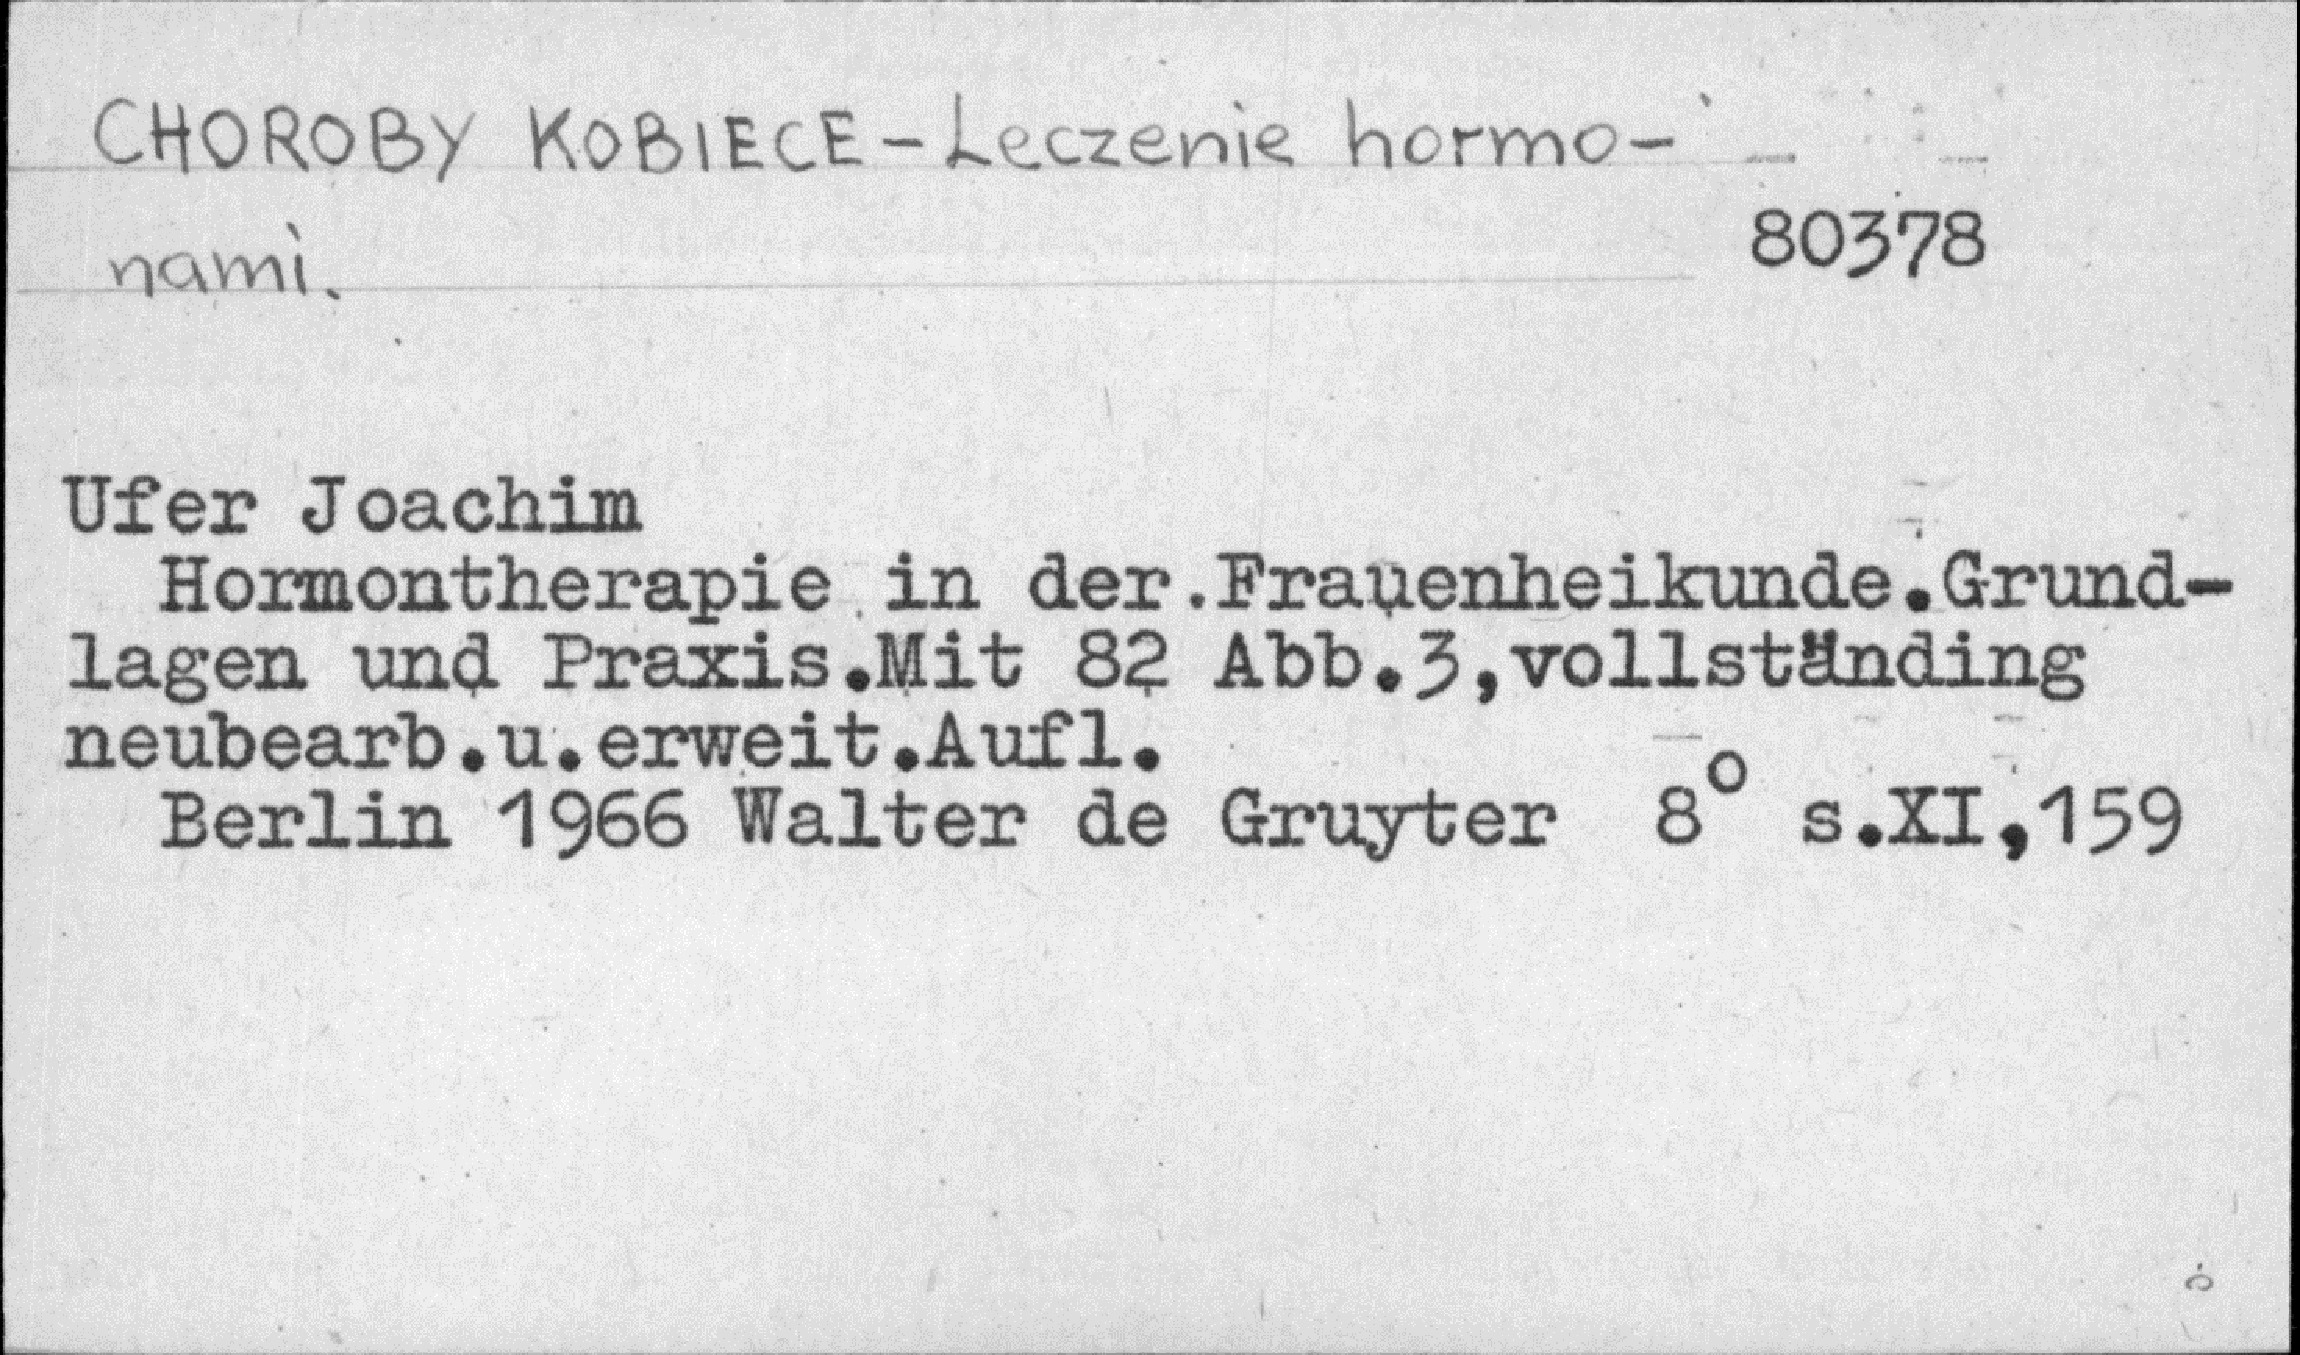 CHOROBY KOBIECE - Leczenie hormo-
nami.
80378
Ufer Joachim
Hormontherapie in der.Frauenheikunde.Grund-
lagen und Praxis.Mit 82 Abb.3,vollständing
neubearb.u.erweit.Aufl.
Berlin 1966 Walter de Gruyter 8° s.XI,159